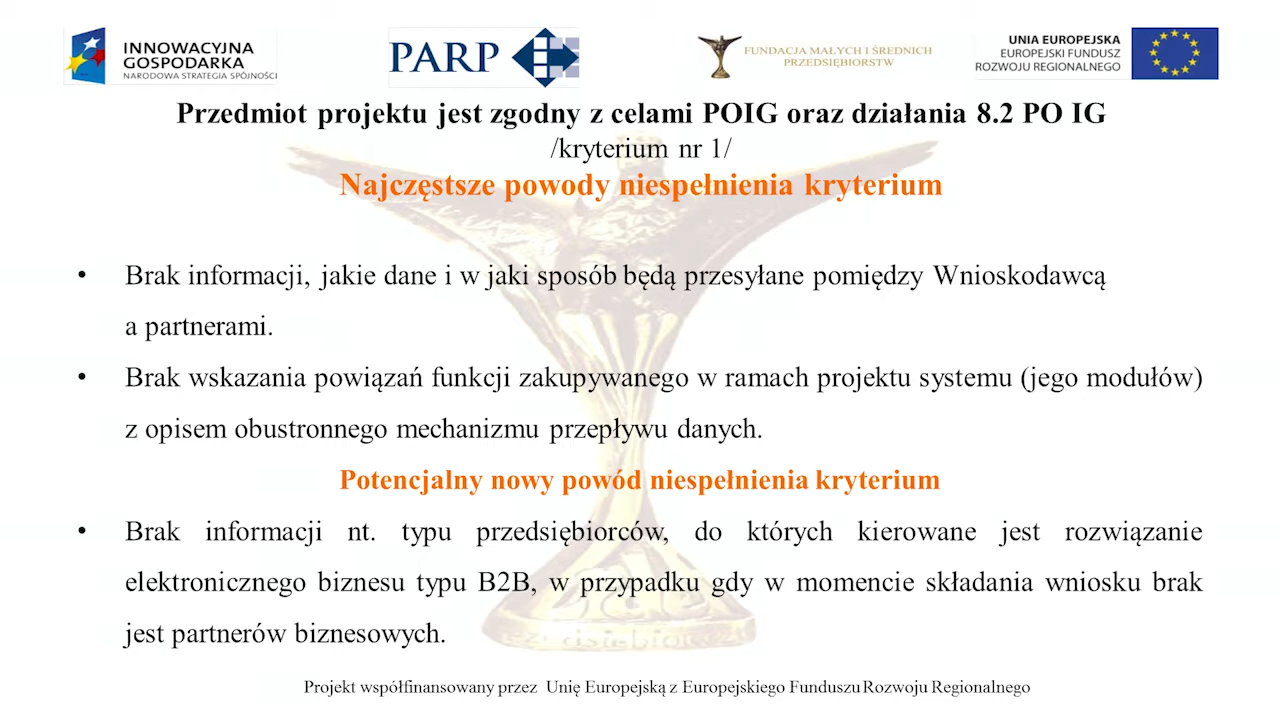 INNOWACYJNA
GOSPODARKA
NARODOWA STRATEGIA SPÓJNOŚCI
PARP
FUNDACJA MAŁYCH I ŚREDNICH
PRZEDSIĘBIORSTW
UNIA EUROPEJSKA
EUROPEJSKI FUNDUSZ
ROZWOJU REGIONALNEGO
Przedmiot projektu jest zgodny z celami POIG oraz działania 8.2 PO IG
/kryterium nr 1/
Najczęstsze powody niespełnienia kryterium
• Brak informacji, jakie dane i w jaki sposób będą przesyłane pomiędzy Wnioskodawcą
a partnerami.
• Brak wskazania powiązań funkcji zakupywanego w ramach projektu systemu (jego modułów)
z opisem obustronnego mechanizmu przepływu danych.
Potencjalny nowy powód niespełnienia kryterium
• Brak informacji nt. typu przedsiębiorców, do których kierowane jest rozwiązanie
elektronicznego biznesu typu B2B, w przypadku gdy w momencie składania wniosku brak
jest partnerów biznesowych.
Projekt współfinansowany przez Unię Europejską z Europejskiego Funduszu Rozwoju Regionalnego